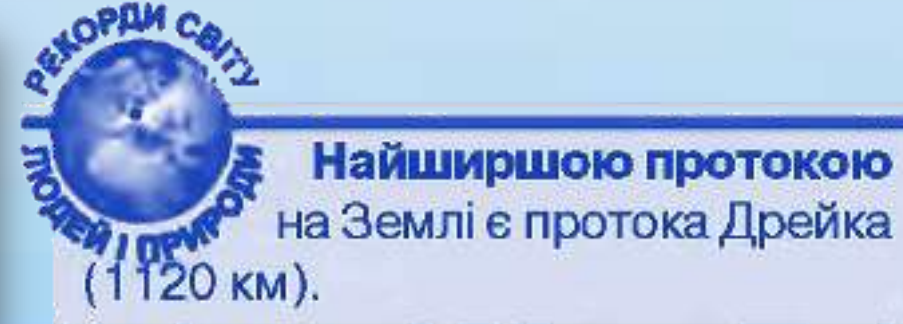 РЕКОРДИ СВІТУ
ЛЮДЕЙ І ПРИРОДИ
Найширшою протокою
на Землі є протока Дрейка
(1120 км).